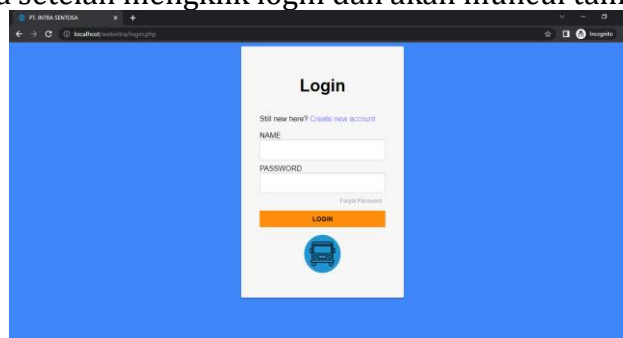 setelah mengklik login dan akan muncul
PT. INTRA SENTOSA
localhost/webintra/login.php
Incognito
Login
Still new here? Create new account
NAME
PASSWORD
Forgot Password
LOGIN